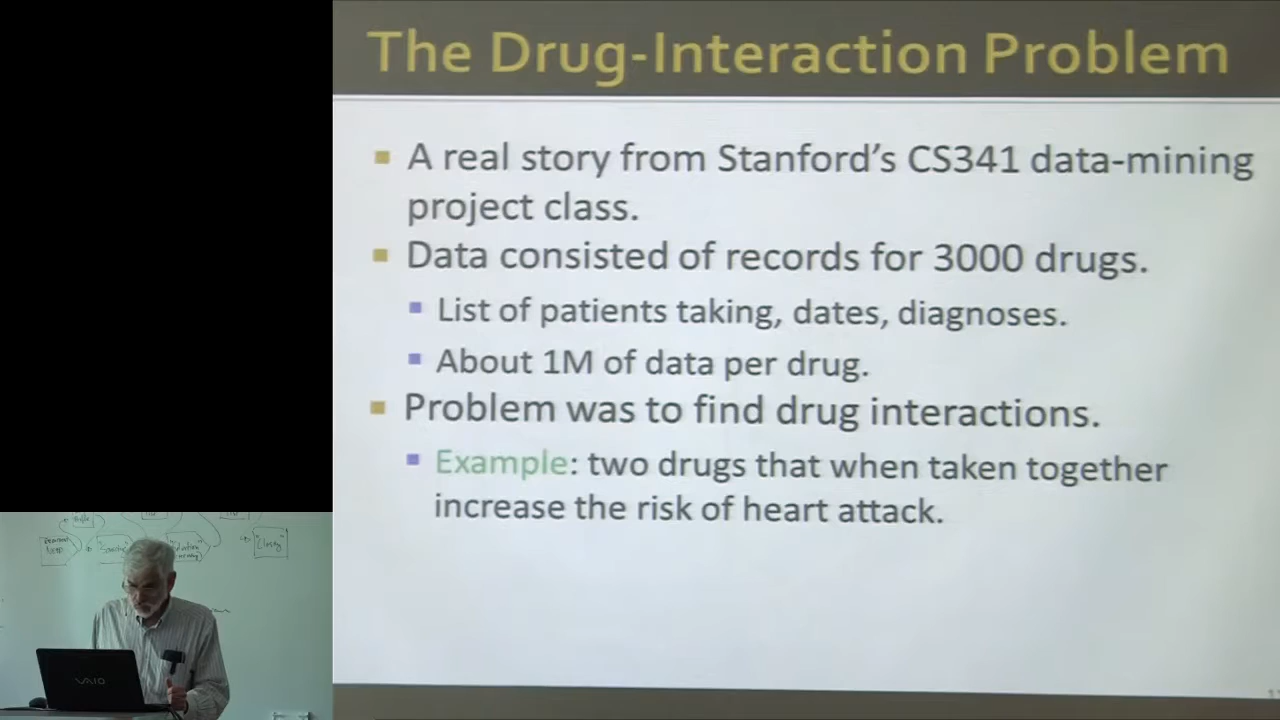 The Drug-Interaction Problem
A real story from Stanford's CS341 data-mining
project class.
Data consisted of records for 3000 drugs.
List of patients taking, dates, diagnoses.
About 1M of data per drug.
Problem was to find drug interactions.
Example: two drugs that when taken together
increase the risk of heart attack.
"Closty"
VAIO